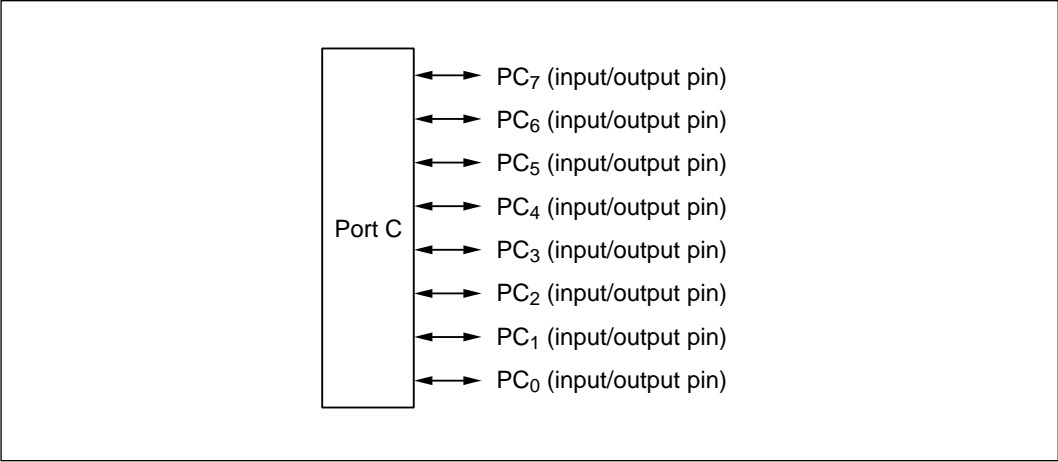 PC7 (input/output pin)
PC6 (input/output pin)
PC5 (input/output pin)
PC4 (input/output pin)
Port C
PC3 (input/output pin)
PC2 (input/output pin)
PC1 (input/output pin)
PC0 (input/output pin)